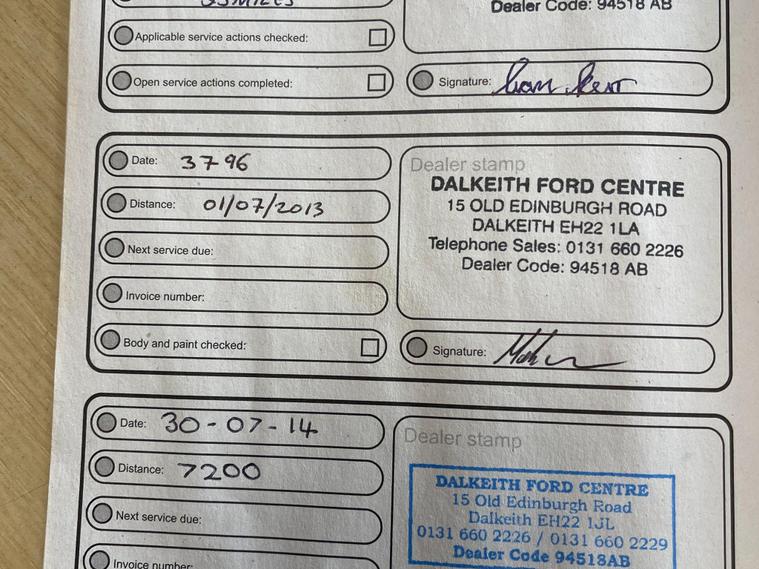 Dealer Code: 94518 AB
Applicable service actions checked:
Open service actions completed:
Signature:
Date: 3796
Distance: 01/07/2013
Next service due:
Invoice number:
Body and paint checked:
Dealer stamp
DALKEITH FORD CENTRE
15 OLD EDINBURGH ROAD
DALKEITH EH22 1LA
Telephone Sales: 0131 660 2226
Dealer Code: 94518 AB
Signature:
Date: 30-07-14
Distance: 7200
Next service due:
Invoice number:
Dealer stamp
DALKEITH FORD CENTRE
15 Old Edinburgh Road
Dalkeith EH22 1JL
0131 660 2226 / 0131 660 2229
Dealer Code 94518AB